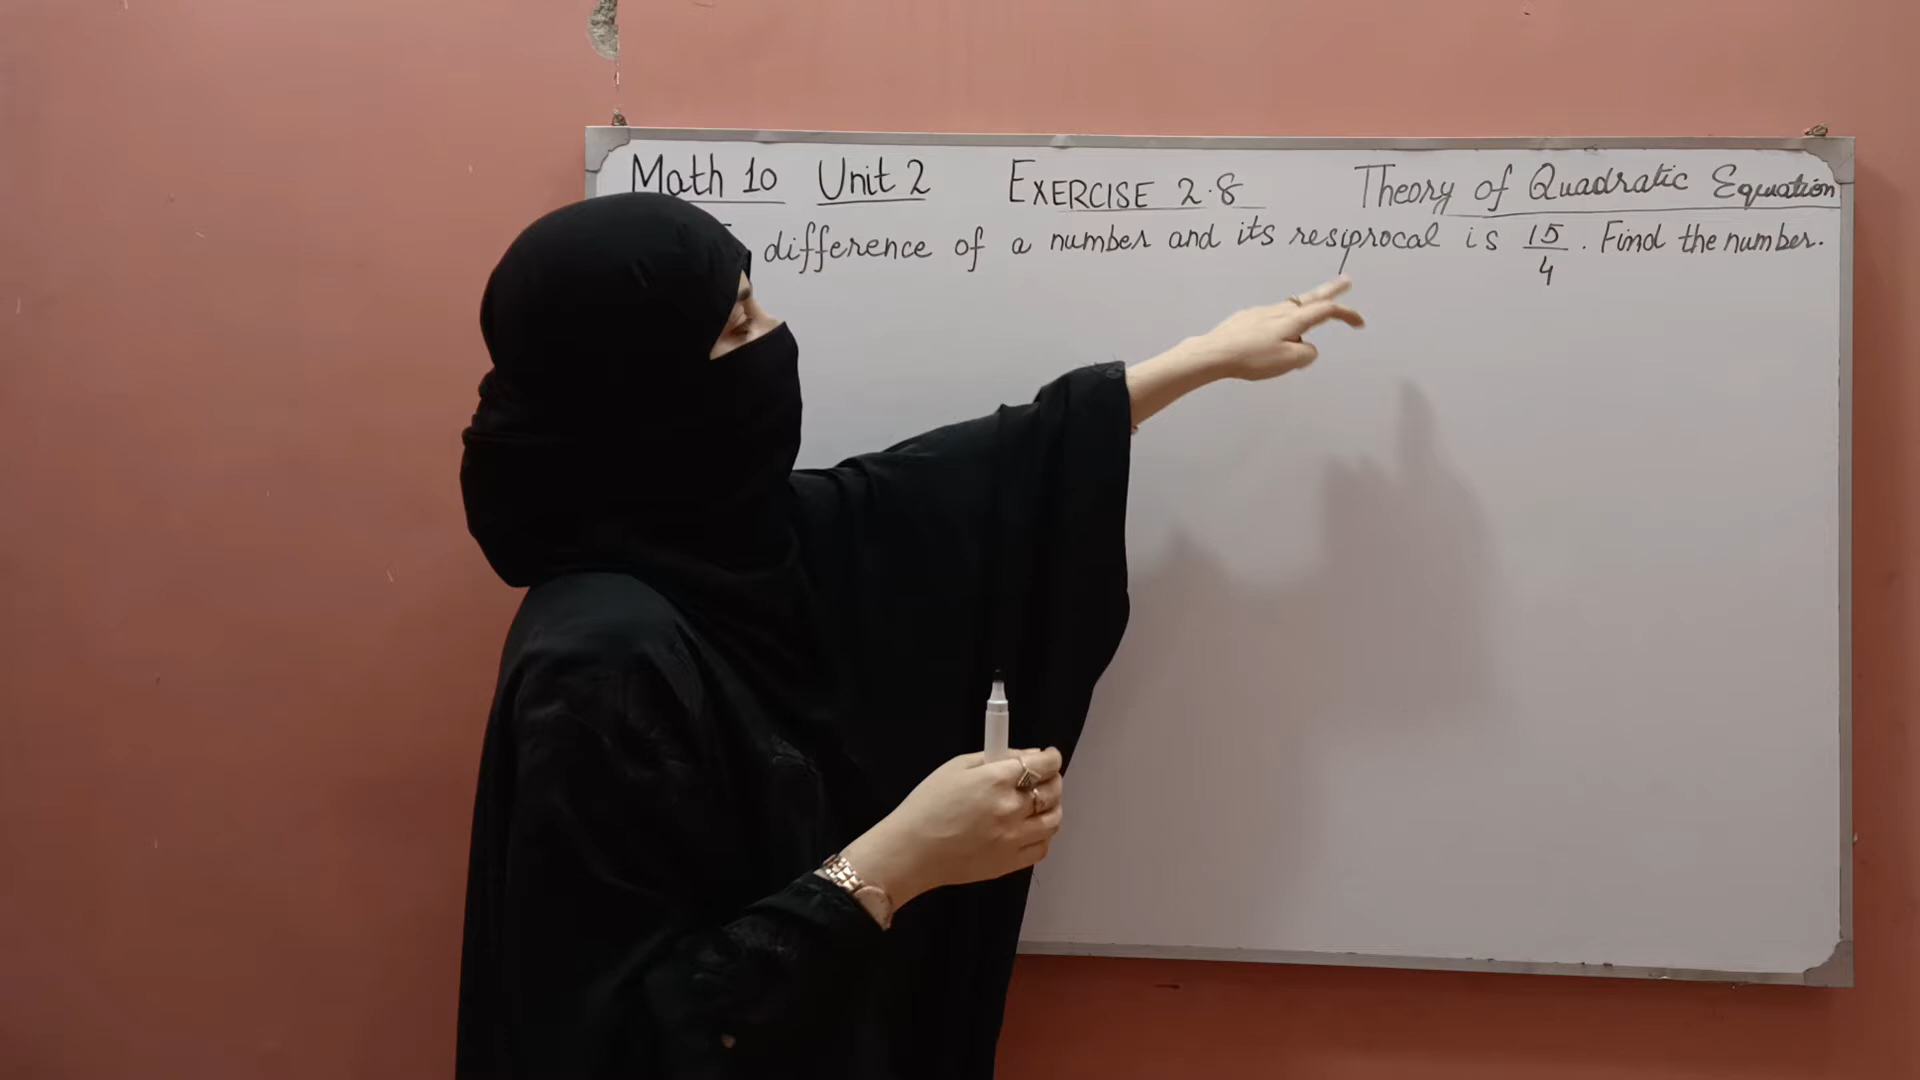 Math 10 Unit 2 EXERCISE 2.8 Theory of Quadratic Equation
difference of a number and its resiprocal is 15/4. Find the number.